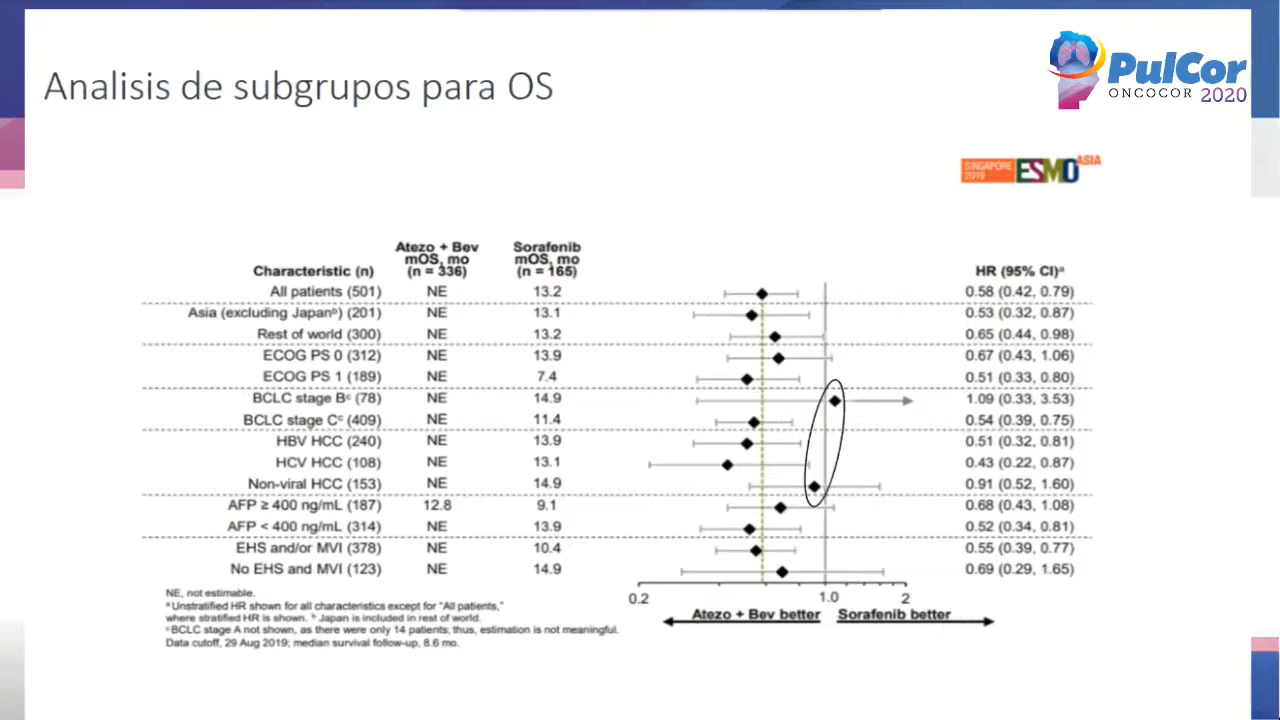 Analisis de subgrupos para OS
PulCor
ONCOCOR 2020
SINGAPORE
2019
ESMO
ASIA
Characteristic (n) Atezo + Bev mOS, mo (n = 336) Sorafenib mOS, mo (n = 165) HR (95% CI)ᵃ
All patients (501) NE 13.2 0.58 (0.42, 0.79)
Asia (excluding Japanᵇ) (201) NE 13.1 0.53 (0.32, 0.87)
Rest of world (300) NE 13.2 0.65 (0.44, 0.98)
ECOG PS 0 (312) NE 13.9 0.67 (0.43, 1.06)
ECOG PS 1 (189) NE 7.4 0.51 (0.33, 0.80)
BCLC stage Bᶜ (78) NE 14.9 1.09 (0.33, 3.53)
BCLC stage Cᶜ (409) NE 11.4 0.54 (0.39, 0.75)
HBV HCC (240) NE 13.9 0.51 (0.32, 0.81)
HCV HCC (108) NE 13.1 0.43 (0.22, 0.87)
Non-viral HCC (153) NE 14.9 0.91 (0.52, 1.60)
AFP ≥ 400 ng/mL (187) 12.8 9.1 0.68 (0.43, 1.08)
AFP < 400 ng/mL (314) NE 13.9 0.52 (0.34, 0.81)
EHS and/or MVI (378) NE 10.4 0.55 (0.39, 0.77)
No EHS and MVI (123) NE 14.9 0.69 (0.29, 1.65)
0.2 1.0 2
Atezo + Bev better Sorafenib better
NE, not estimable.
ᵃ Unstratified HR shown for all characteristics except for "All patients,"
where stratified HR is shown. ᵇ Japan is included in rest of world.
ᶜ BCLC stage A not shown, as there were only 14 patients; thus, estimation is not meaningful.
Data cutoff, 29 Aug 2019; median survival follow-up, 8.6 mo.